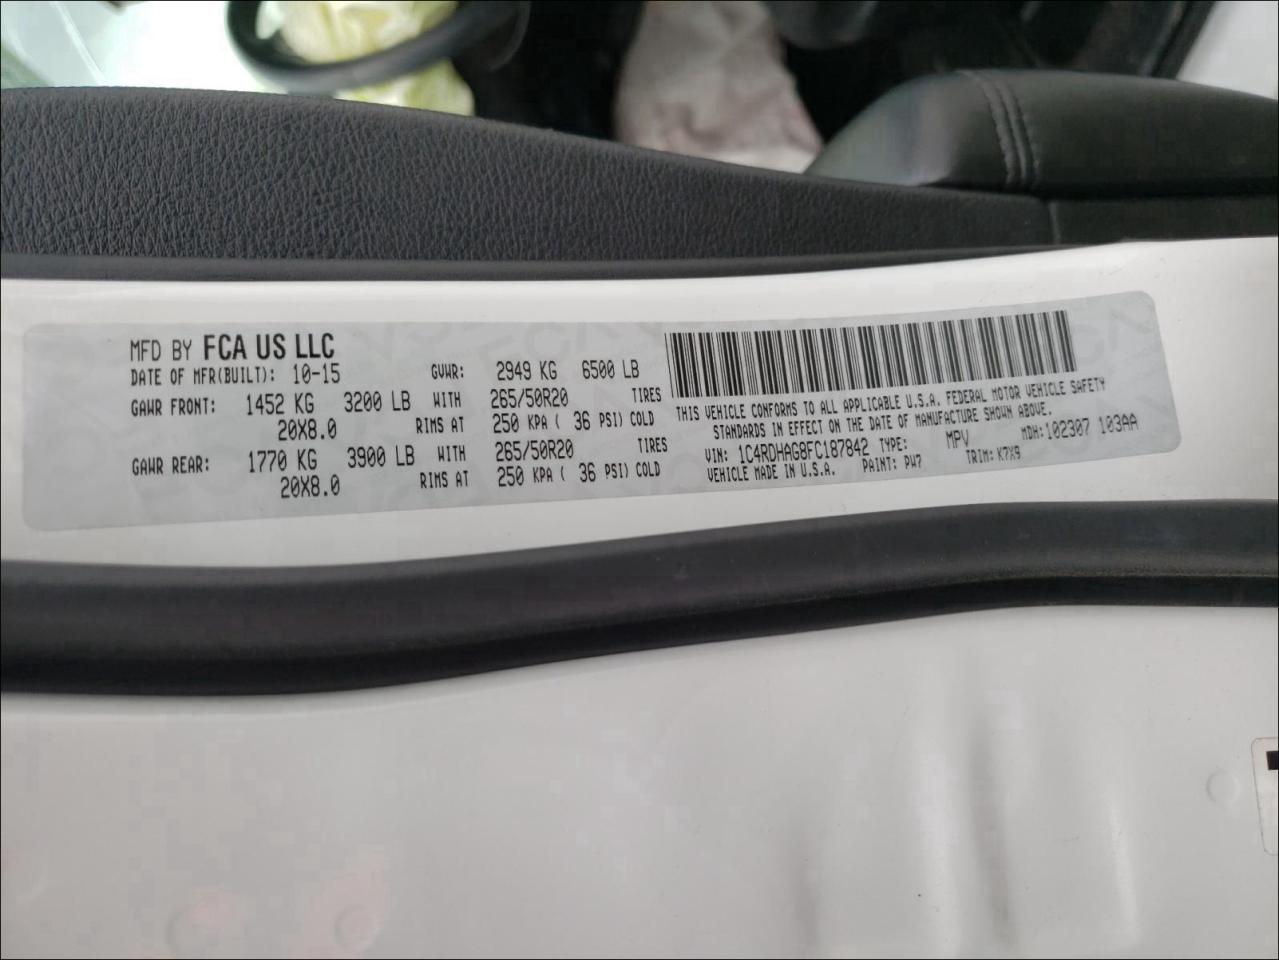 MFD BY FCA US LLC
DATE OF MFR(BUILT): 10-15 GVWR: 2949 KG 6500 LB
GAWR FRONT: 1452 KG 3200 LB WITH 265/50R20 TIRES
20X8.0 RIMS AT 250 KPA ( 36 PSI) COLD
GAWR REAR: 1770 KG 3900 LB WITH 265/50R20 TIRES
20X8.0 RIMS AT 250 KPA ( 36 PSI) COLD
THIS VEHICLE CONFORMS TO ALL APPLICABLE U.S.A. FEDERAL MOTOR VEHICLE SAFETY
STANDARDS IN EFFECT ON THE DATE OF MANUFACTURE SHOWN ABOVE.
VIN: 1C4RDHAG8FC187842 TYPE: MPV MDH:102307 103AA
VEHICLE MADE IN U.S.A. PAINT: PW7 TRIM: K7X9